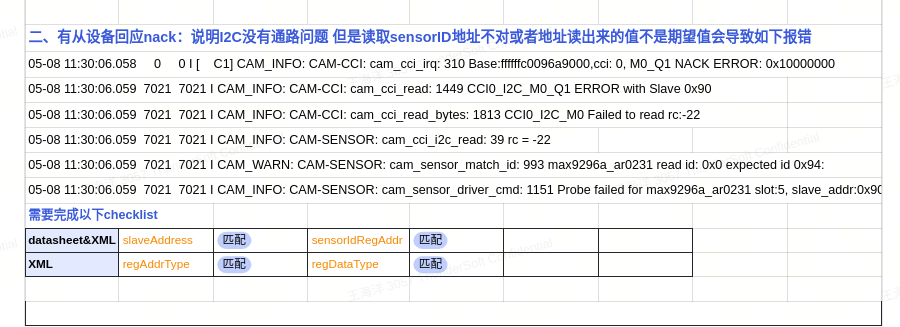 二、有从设备回应nack：说明I2C没有通路问题 但是读取sensorID地址不对或者地址读出来的值不是期望值会导致如下报错
05-08 11:30:06.058 0 0 I [ C1] CAM_INFO: CAM-CCI: cam_cci_irq: 310 Base:ffffffc0096a9000,cci: 0, M0_Q1 NACK ERROR: 0x10000000
05-08 11:30:06.059 7021 7021 I CAM_INFO: CAM-CCI: cam_cci_read: 1449 CCI0_I2C_M0_Q1 ERROR with Slave 0x90
05-08 11:30:06.059 7021 7021 I CAM_INFO: CAM-CCI: cam_cci_read_bytes: 1813 CCI0_I2C_M0 Failed to read rc:-22
05-08 11:30:06.059 7021 7021 I CAM_INFO: CAM-SENSOR: cam_cci_i2c_read: 39 rc = -22
05-08 11:30:06.059 7021 7021 I CAM_WARN: CAM-SENSOR: cam_sensor_match_id: 993 max9296a_ar0231 read id: 0x0 expected id 0x94:
05-08 11:30:06.059 7021 7021 I CAM_INFO: CAM-SENSOR: cam_sensor_driver_cmd: 1151 Probe failed for max9296a_ar0231 slot:5, slave_addr:0x90
需要完成以下checklist
datasheet&XML slaveAddress 匹配 sensorIdRegAddr 匹配
XML regAddrType 匹配 regDataType 匹配